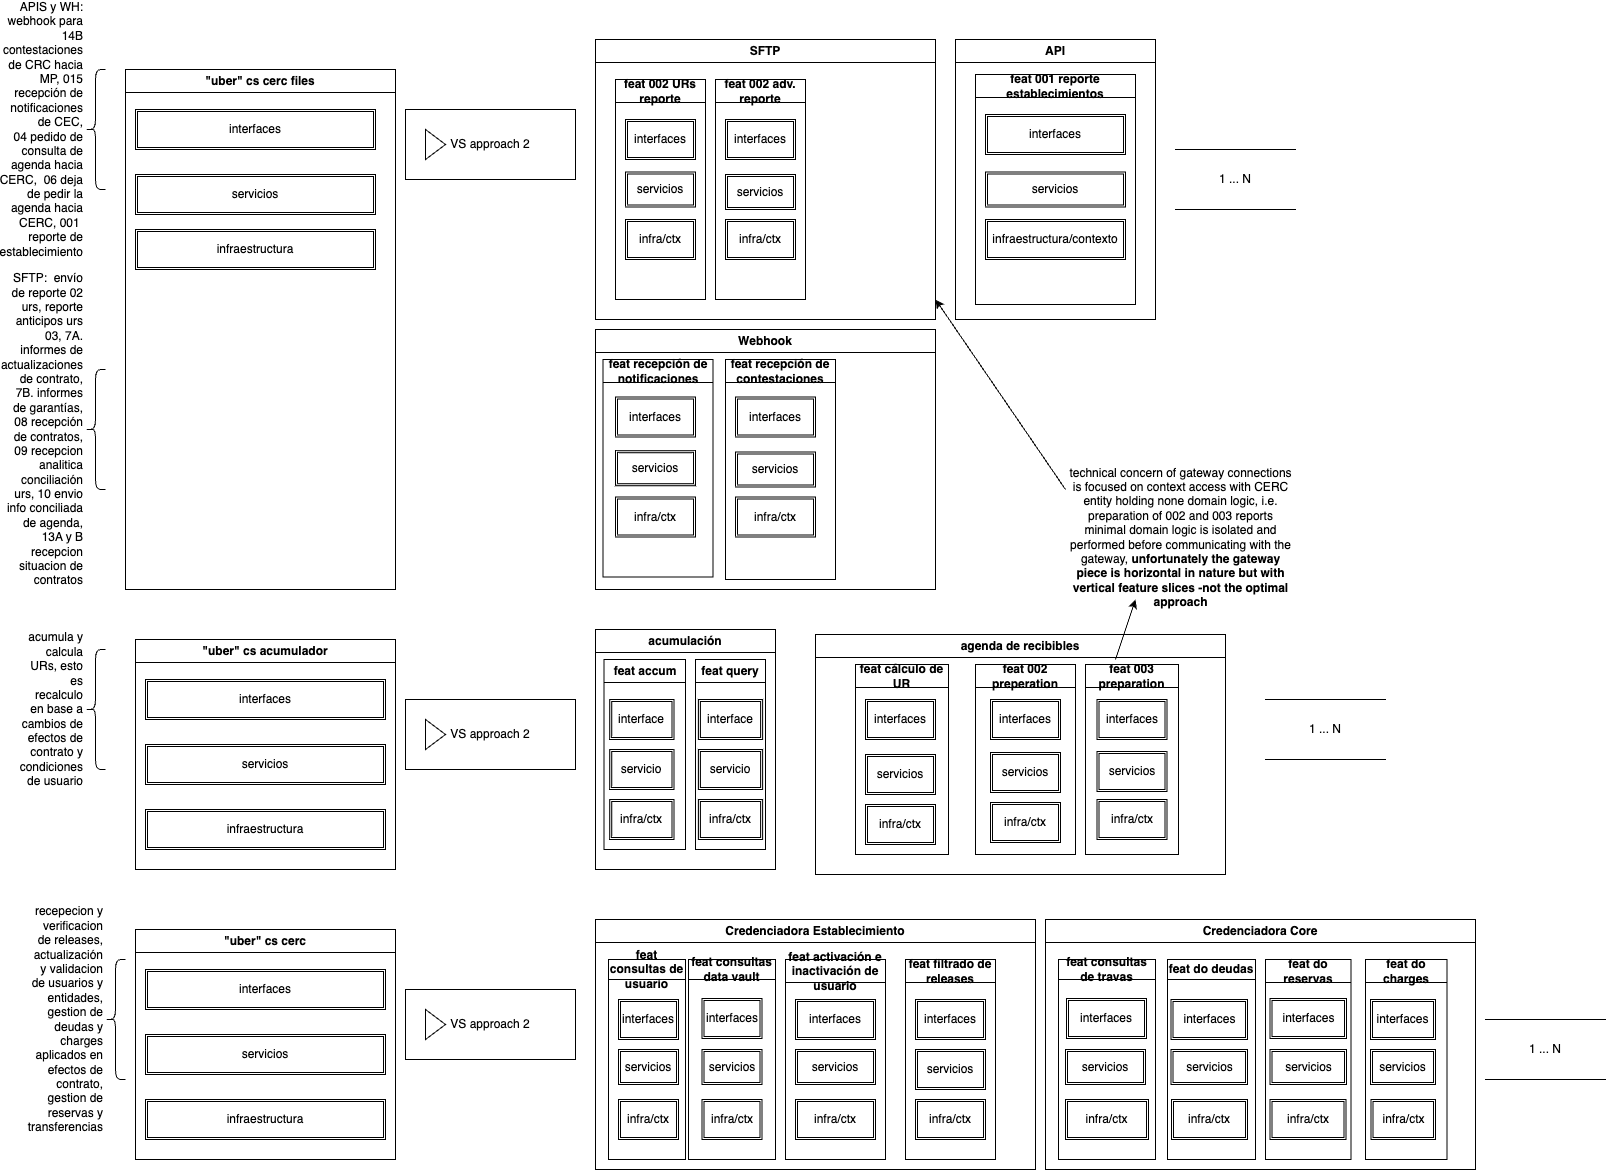 APIS y WH:
webhook para
14B
contestaciones
de CRC hacia
MP, 015
recepción de
notificaciones
de CEC,
04 pedido de
consulta de
agenda hacia
CERC,  06 deja
de pedir la
agenda hacia
CERC, 001
reporte de
establecimiento
"uber" cs cerc files
interfaces
servicios
infraestructura
VS approach 2
SFTP
feat 002 URs
reporte
interfaces
servicios
infra/ctx
feat 002 adv.
reporte
interfaces
servicios
infra/ctx
API
feat 001 reporte
establecimientos
interfaces
servicios
infraestructura/contexto
1 ... N
SFTP:  envio
de reporte 02
urs, reporte
anticipos urs
03, 7A.
informes de
actualizaciones
de contrato,
7B. informes
de garantías,
08 recepción
de contratos,
09 recepcion
analitica
conciliación
urs, 10 envio
info conciliada
de agenda,
13A y B
recepcion
situacion de
contratos
Webhook
feat recepción de
notificaciones
interfaces
servicios
infra/ctx
feat recepción de
contestaciones
interfaces
servicios
infra/ctx
technical concern of gateway connections
is focused on context access with CERC
entity holding none domain logic, i.e.
preparation of 002 and 003 reports
minimal domain logic is isolated and
performed before communicating with the
gateway, unfortunately the gateway
piece is horizontal in nature but with
vertical feature slices -not the optimal
approach
acumula y
calcula
URs, esto
es
recalculo
en base a
cambios de
efectos de
contrato y
condiciones
de usuario
"uber" cs acumulador
interfaces
servicios
infraestructura
VS approach 2
acumulación
feat accum
interface
servicio
infra/ctx
feat query
interface
servicio
infra/ctx
agenda de recibibles
feat cálculo de
UR
interfaces
servicios
infra/ctx
feat 002
preperation
interfaces
servicios
infra/ctx
feat 003
preparation
interfaces
servicios
infra/ctx
1 ... N
recepecion y
verificacion
de releases,
actualización
y validacion
de usuarios y
entidades,
gestion de
deudas y
charges
aplicados en
efectos de
contrato,
gestion de
reservas y
transferencias
"uber" cs cerc
interfaces
servicios
infraestructura
VS approach 2
Credenciadora Establecimiento
feat
consultas de
usuario
interfaces
servicios
infra/ctx
feat consultas
data vault
interfaces
servicios
infra/ctx
feat activación e
inactivación de
usuario
interfaces
servicios
infra/ctx
feat filtrado de
releases
interfaces
servicios
infra/ctx
Credenciadora Core
feat consultas
de travas
interfaces
servicios
infra/ctx
feat do deudas
interfaces
servicios
infra/ctx
feat do
reservas
interfaces
servicios
infra/ctx
feat do
charges
interfaces
servicios
infra/ctx
1 ... N